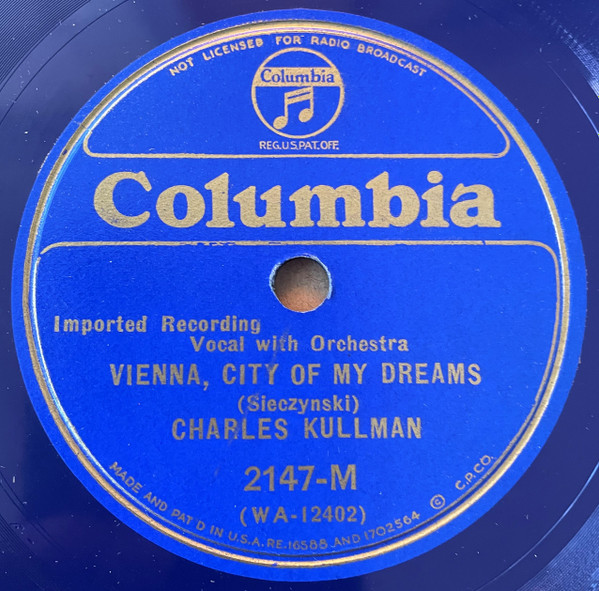 NOT LICENSED FOR RADIO BROADCAST
Columbia
REG.U.S.PAT.OFF.
Columbia
Imported Recording
Vocal with Orchestra
VIENNA, CITY OF MY DREAMS
(Sieczynski)
CHARLES KULLMAN
2147-M
(WA-12402)
MADE AND PAT'D IN U.S.A. RE. 16588 AND 1702564 © C.P.CO.